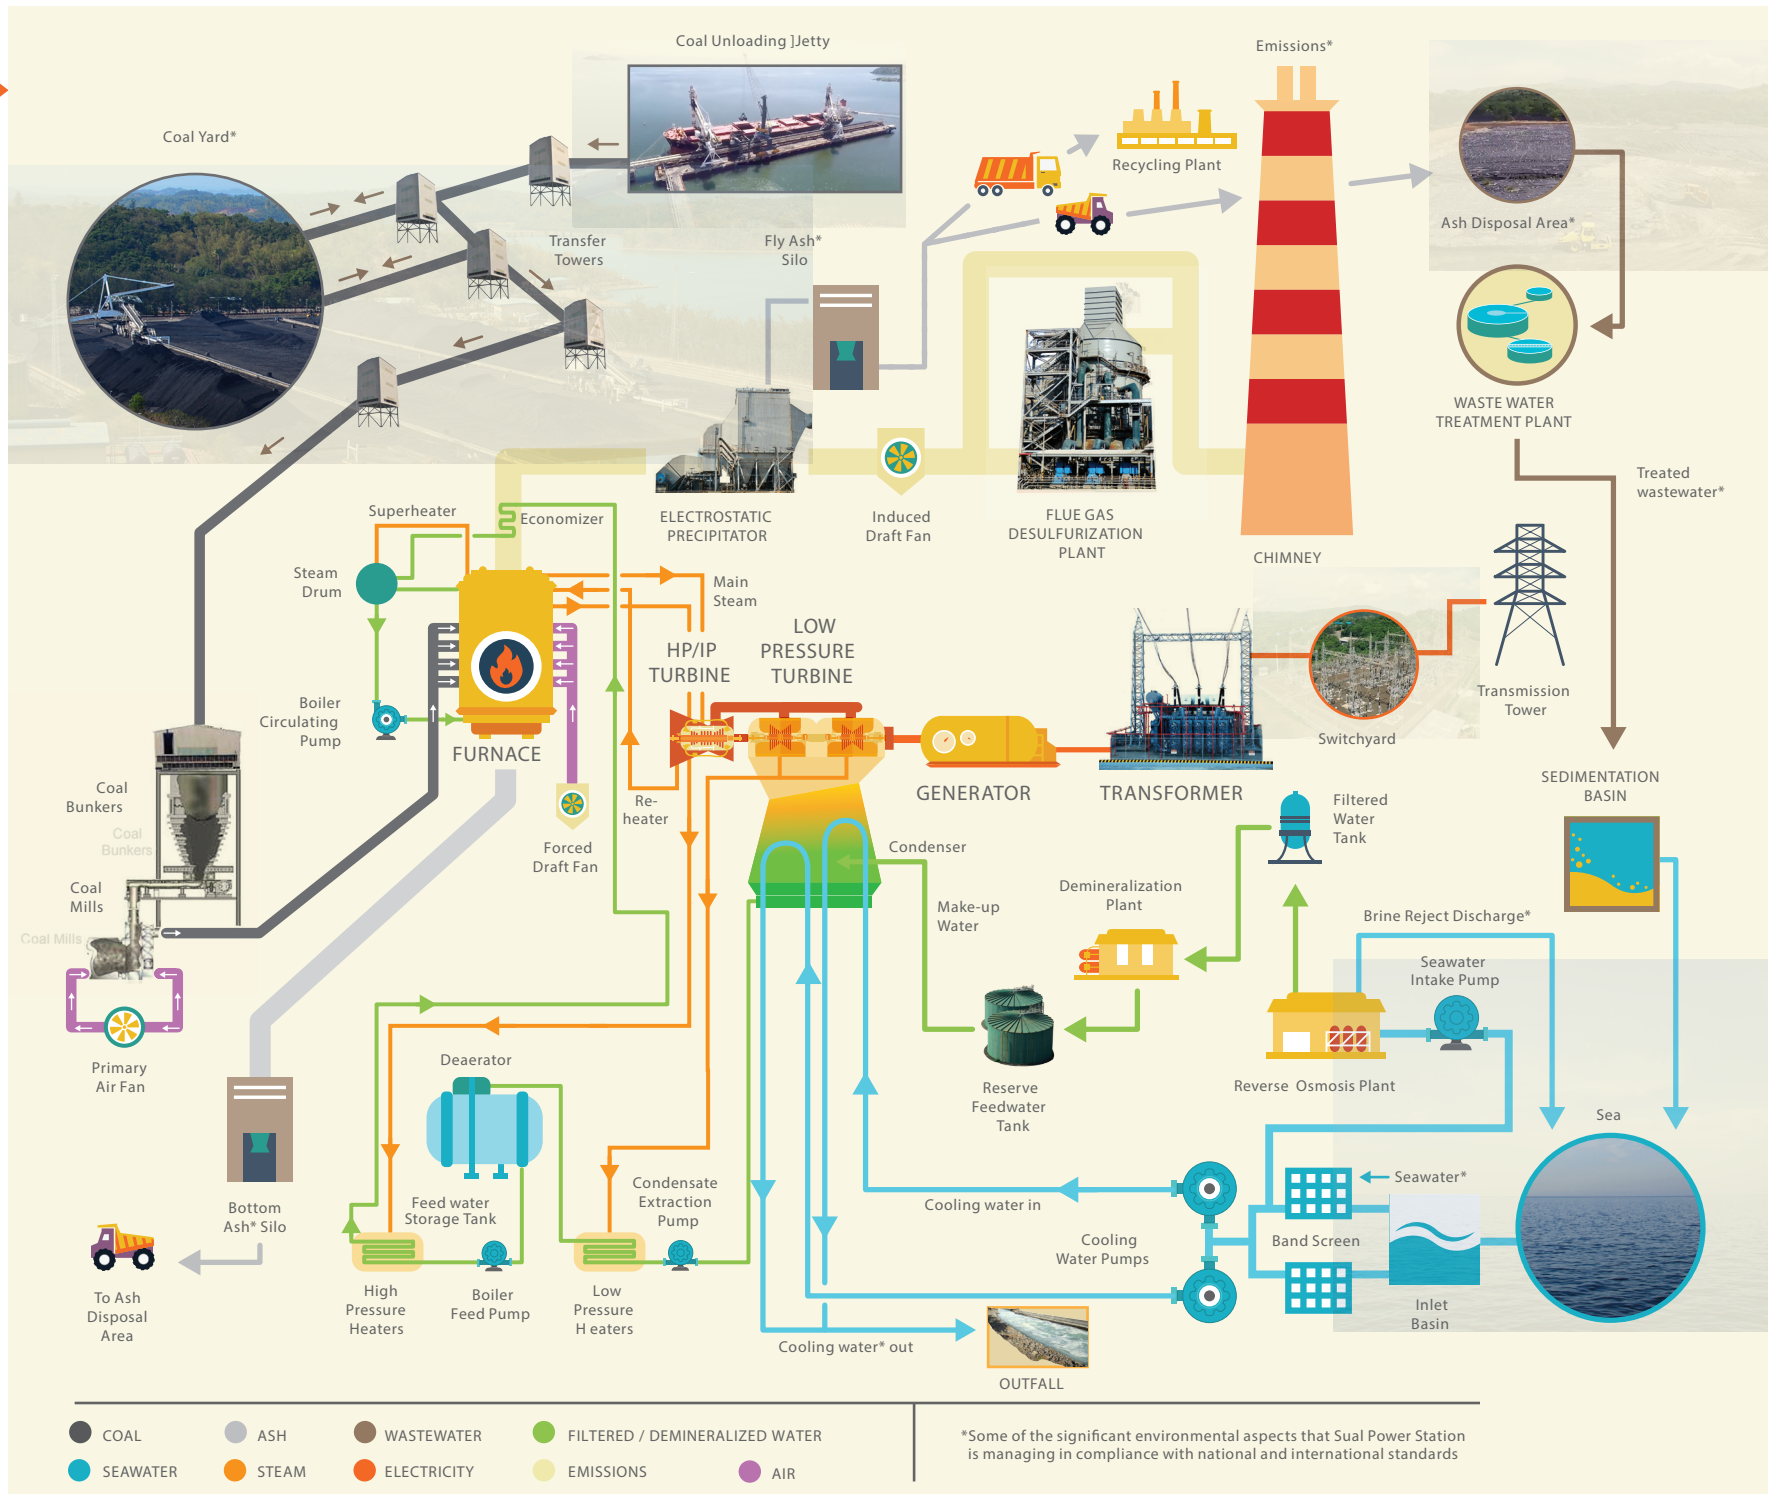 Coal Unloading ]Jetty
Emissions*
Coal Yard*
Recycling Plant
Transfer
Towers
Fly Ash*
Silo
Ash Disposal Area*
WASTE WATER
TREATMENT PLANT
Treated
wastewater*
Superheater
Economizer
ELECTROSTATIC
PRECIPITATOR
Induced
Draft Fan
FLUE GAS
DESULFURIZATION
PLANT
CHIMNEY
Steam
Drum
Main
Steam
HP/IP
TURBINE
LOW
PRESSURE
TURBINE
Boiler
Circulating
Pump
FURNACE
Transmission
Tower
Switchyard
Coal
Bunkers
Coal
Bunkers
Re-
heater
GENERATOR
TRANSFORMER
Filtered
Water
Tank
SEDIMENTATION
BASIN
Forced
Draft Fan
Condenser
Coal
Mills
Coal Mills
Demineralization
Plant
Make-up
Water
Brine Reject Discharge*
Seawater
Intake Pump
Primary
Air Fan
Deaerator
Reserve
Feedwater
Tank
Reverse Osmosis Plant
Sea
Bottom
Ash* Silo
Feed water
Storage Tank
Condensate
Extraction
Pump
Cooling water in
Seawater*
Cooling
Water Pumps
Band Screen
To Ash
Disposal
Area
High
Pressure
Heaters
Boiler
Feed Pump
Low
Pressure
H eaters
Inlet
Basin
Cooling water* out
OUTFALL
COAL
ASH
WASTEWATER
FILTERED / DEMINERALIZED WATER
SEAWATER
STEAM
ELECTRICITY
EMISSIONS
AIR
*Some of the significant environmental aspects that Sual Power Station
is managing in compliance with national and international standards